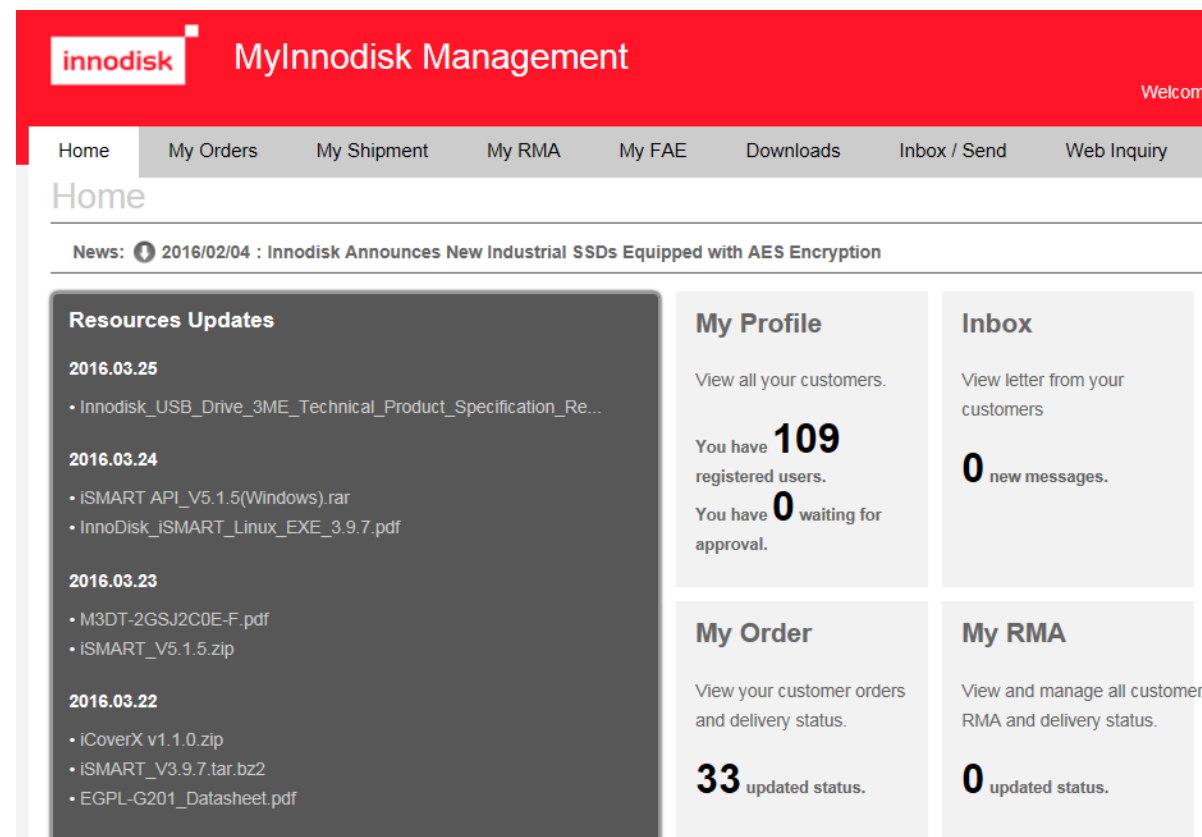 innodisk
MyInnodisk Management
Welcom
Home
My Orders
My Shipment
My RMA
My FAE
Downloads
Inbox / Send
Web Inquiry
Home
News: 2016/02/04 : Innodisk Announces New Industrial SSDs Equipped with AES Encryption
Resources Updates
2016.03.25
• Innodisk_USB_Drive_3ME_Technical_Product_Specification_Re...
2016.03.24
• iSMART API_V5.1.5(Windows).rar
• InnoDisk_iSMART_Linux_EXE_3.9.7.pdf
2016.03.23
• M3DT-2GSJ2C0E-F.pdf
• iSMART_V5.1.5.zip
2016.03.22
• iCoverX v1.1.0.zip
• iSMART_V3.9.7.tar.bz2
• EGPL-G201_Datasheet.pdf
My Profile
View all your customers.
You have 109
registered users.
You have 0 waiting for
approval.
Inbox
View letter from your
customers
0 new messages.
My Order
View your customer orders
and delivery status.
33 updated status.
My RMA
View and manage all customer
RMA and delivery status.
0 updated status.